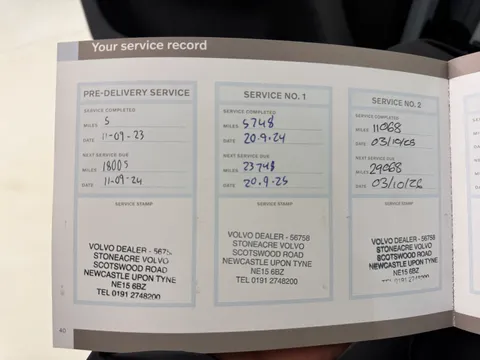 Your service record
PRE-DELIVERY SERVICE
SERVICE COMPLETED
MILES 5
DATE 11-09-23
NEXT SERVICE DUE
MILES 18005
DATE 11-09-24
SERVICE STAMP
VOLVO DEALER - 5675
STONEACRE VOLVO
SCOTSWOOD ROAD
NEWCASTLE UPON TYNE
NE15 6BZ
TEL 0191 2748200
SERVICE NO. 1
SERVICE COMPLETED
MILES 5748
DATE 20.9.24
NEXT SERVICE DUE
MILES 23748
DATE 20.9.25
SERVICE STAMP
VOLVO DEALER - 56758
STONEACRE VOLVO
SCOTSWOOD ROAD
NEWCASTLE UPON TYNE
NE15 6BZ
TEL 0191 2748200
SERVICE NO. 2
SERVICE COMPLETED
MILES 11068
DATE 03/10/25
NEXT SERVICE DUE
MILES 29068
DATE 03/10/26
SERVICE STAMP
VOLVO DEALER - 56758
STONEACRE VOLVO
SCOTSWOOD ROAD
NEWCASTLE UPON TYNE
NE15 6BZ
TEL 0191 2748200
40